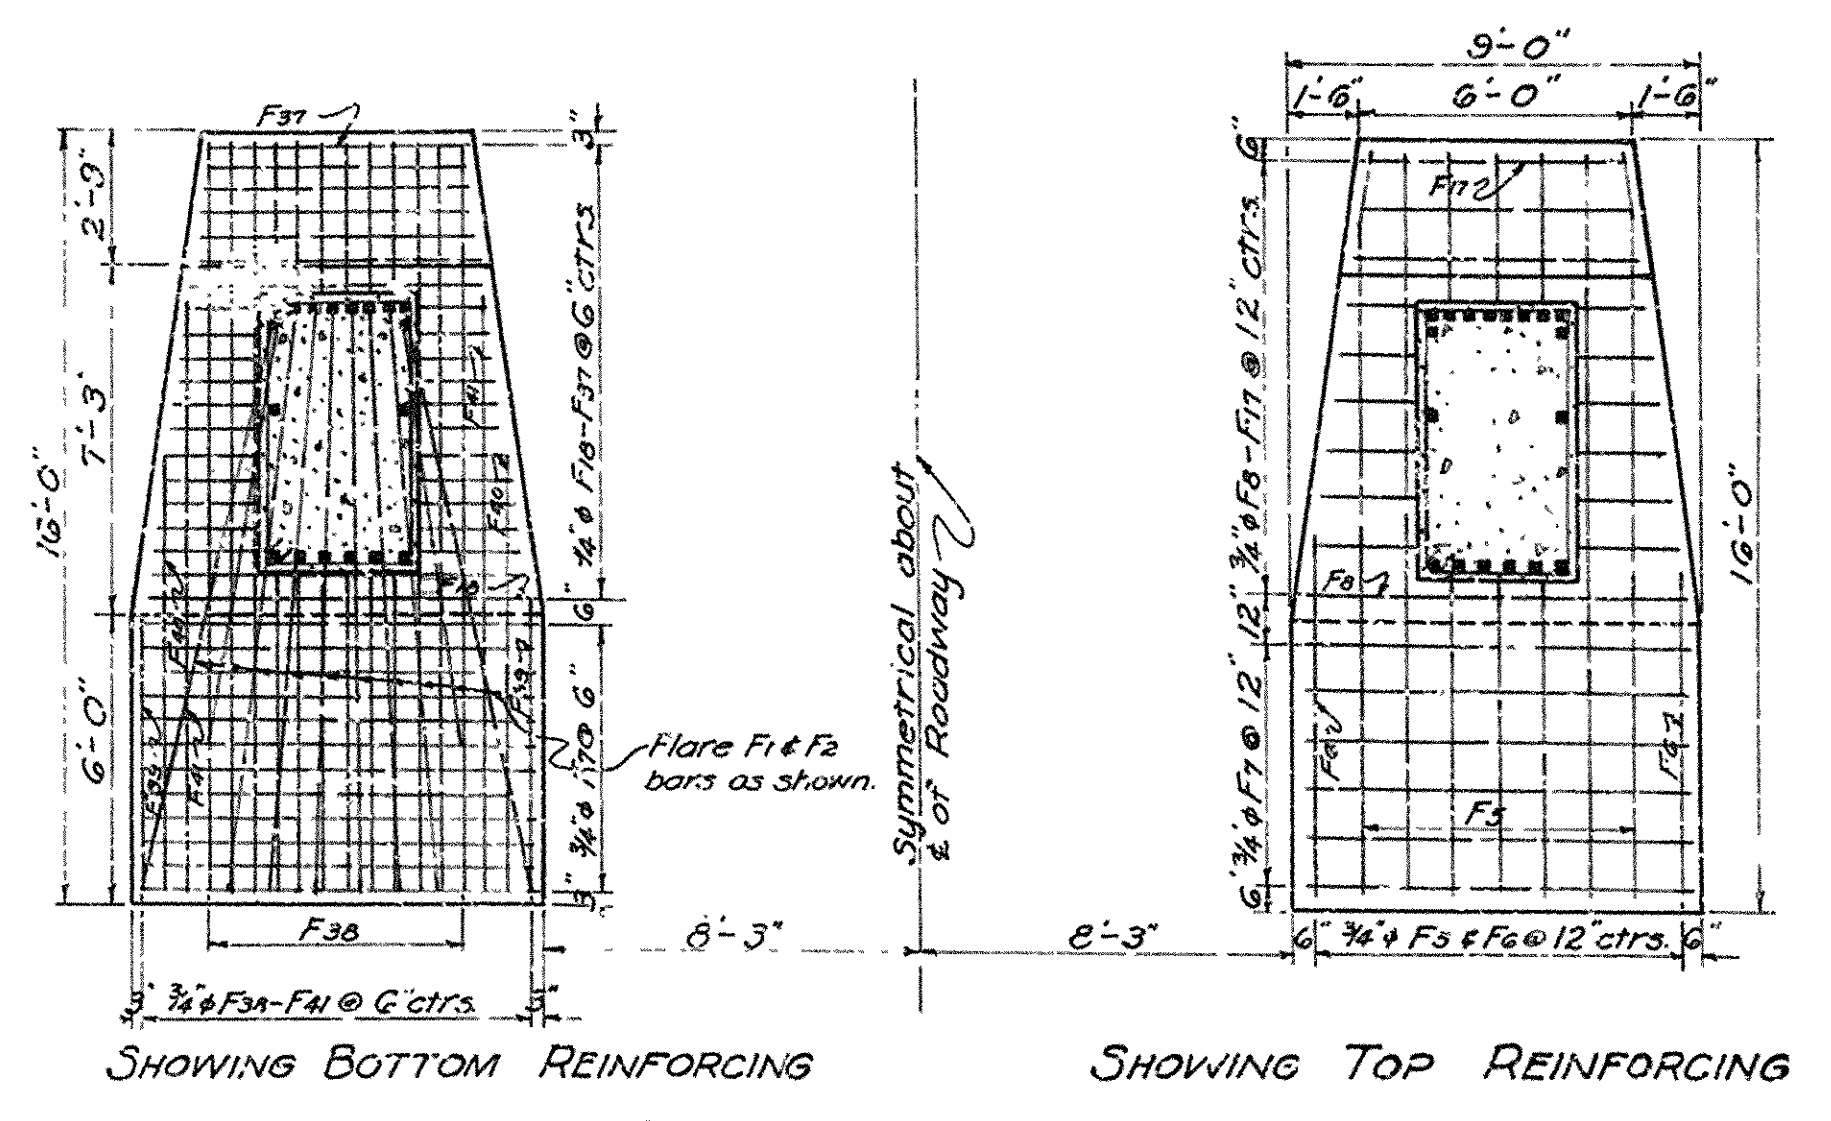 F37
3"
2'-9"
7'-3"
16'-0"
6'-0"
F18-F37 @ 6" ctrs
F41
F40
6"
F40
F39
F39
F41
3/4"φ
@ 6"
3"
Flare F1 & F2
bars as shown.
F38
8'-3"
3" 3/4"φ F38-F41 @ 6" ctrs. 3"
SHOWING BOTTOM REINFORCING
Symmetrical about
℄ of Roadway
9'-0"
1'-6" 6'-0" 1'-6"
6"
F17
3/4"φ F8-F17 @ 12" ctrs.
F8
12"
16'-0"
3/4"φ F7 @ 12"
F6
F6
F5
6"
8'-3"
6" 3/4"φ F5 & F6 @ 12" ctrs. 6"
SHOWING TOP REINFORCING